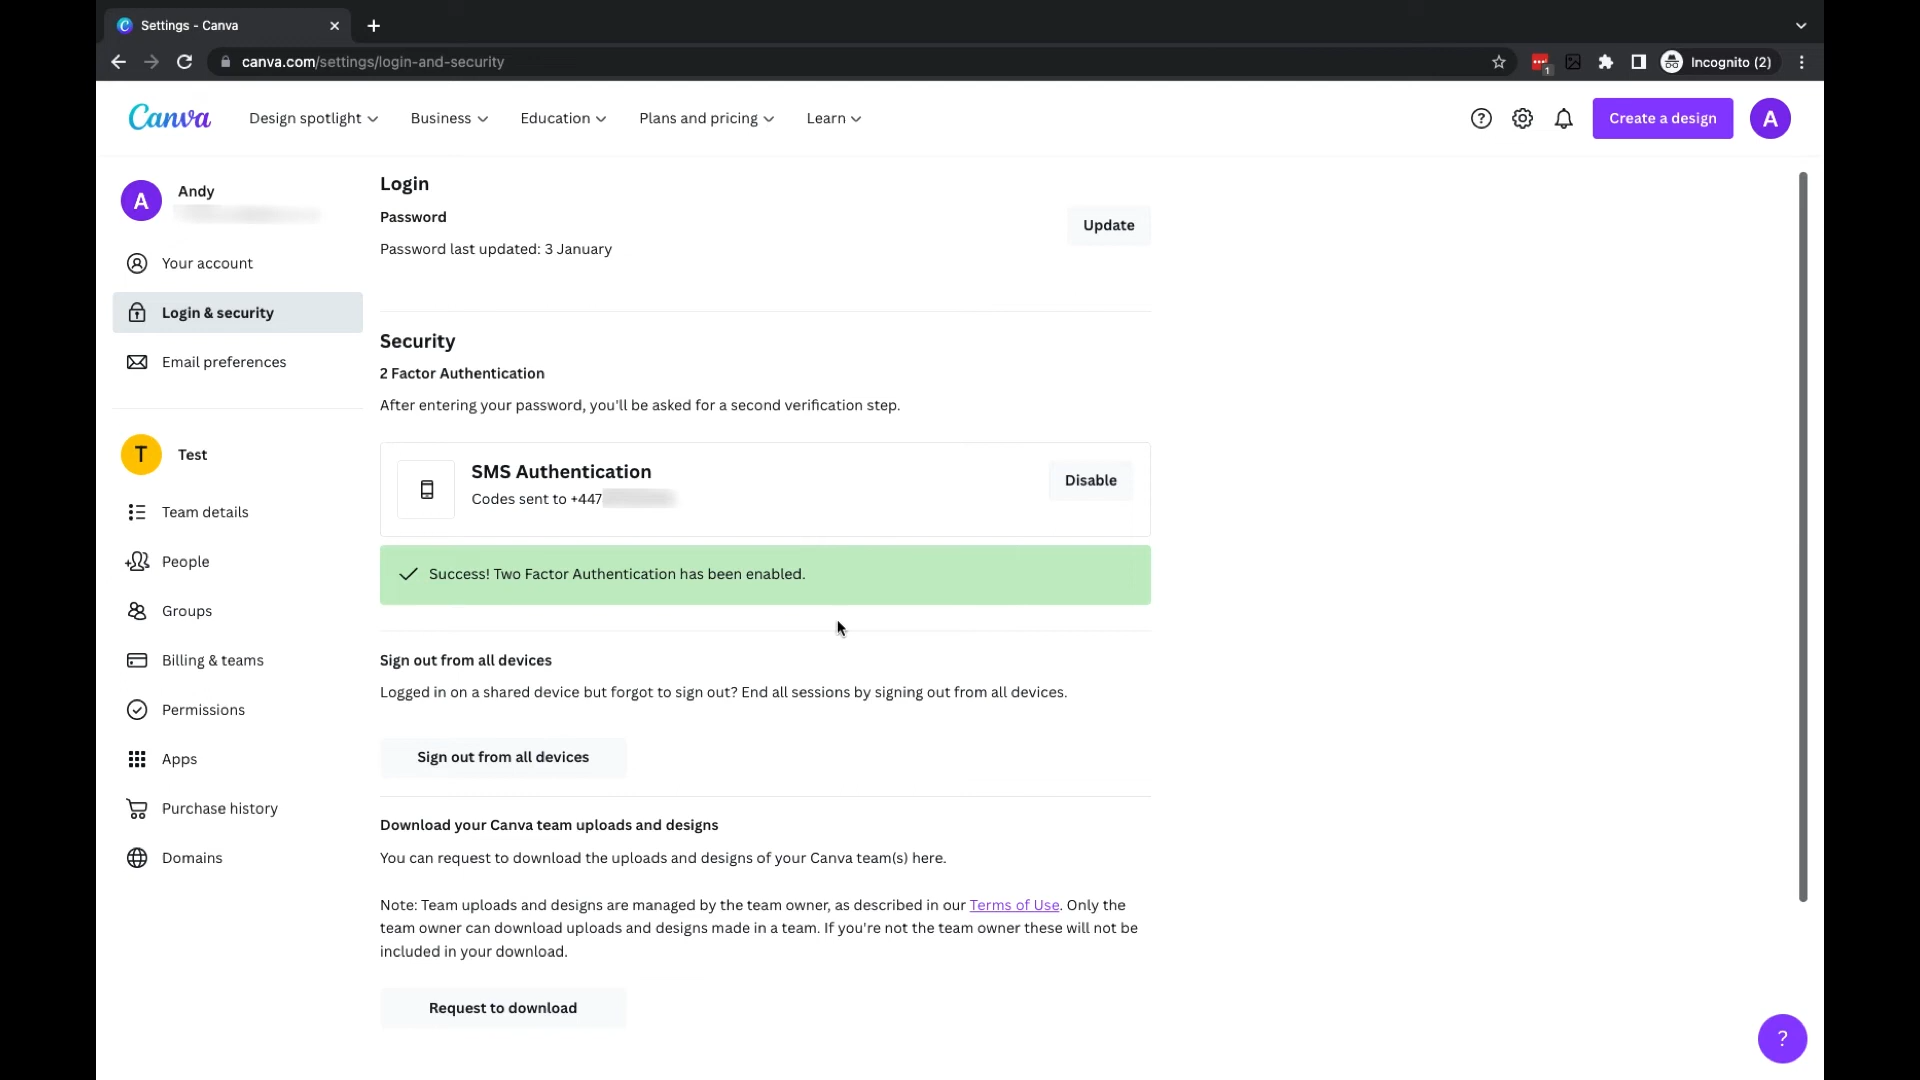 Settings - Canva
canva.com/settings/login-and-security
1
Incognito (2)
Canva
Design spotlight
Business
Education
Plans and pricing
Learn
Create a design
A
A
Andy
Your account
Login & security
Email preferences
T
Test
Team details
People
Groups
Billing & teams
Permissions
Apps
Purchase history
Domains
Login
Password
Update
Password last updated: 3 January
Security
2 Factor Authentication
After entering your password, you'll be asked for a second verification step.
SMS Authentication
Codes sent to +447
Disable
Success! Two Factor Authentication has been enabled.
Sign out from all devices
Logged in on a shared device but forgot to sign out? End all sessions by signing out from all devices.
Sign out from all devices
Download your Canva team uploads and designs
You can request to download the uploads and designs of your Canva team(s) here.
Note: Team uploads and designs are managed by the team owner, as described in our Terms of Use. Only the
team owner can download uploads and designs made in a team. If you're not the team owner these will not be
included in your download.
Request to download
?